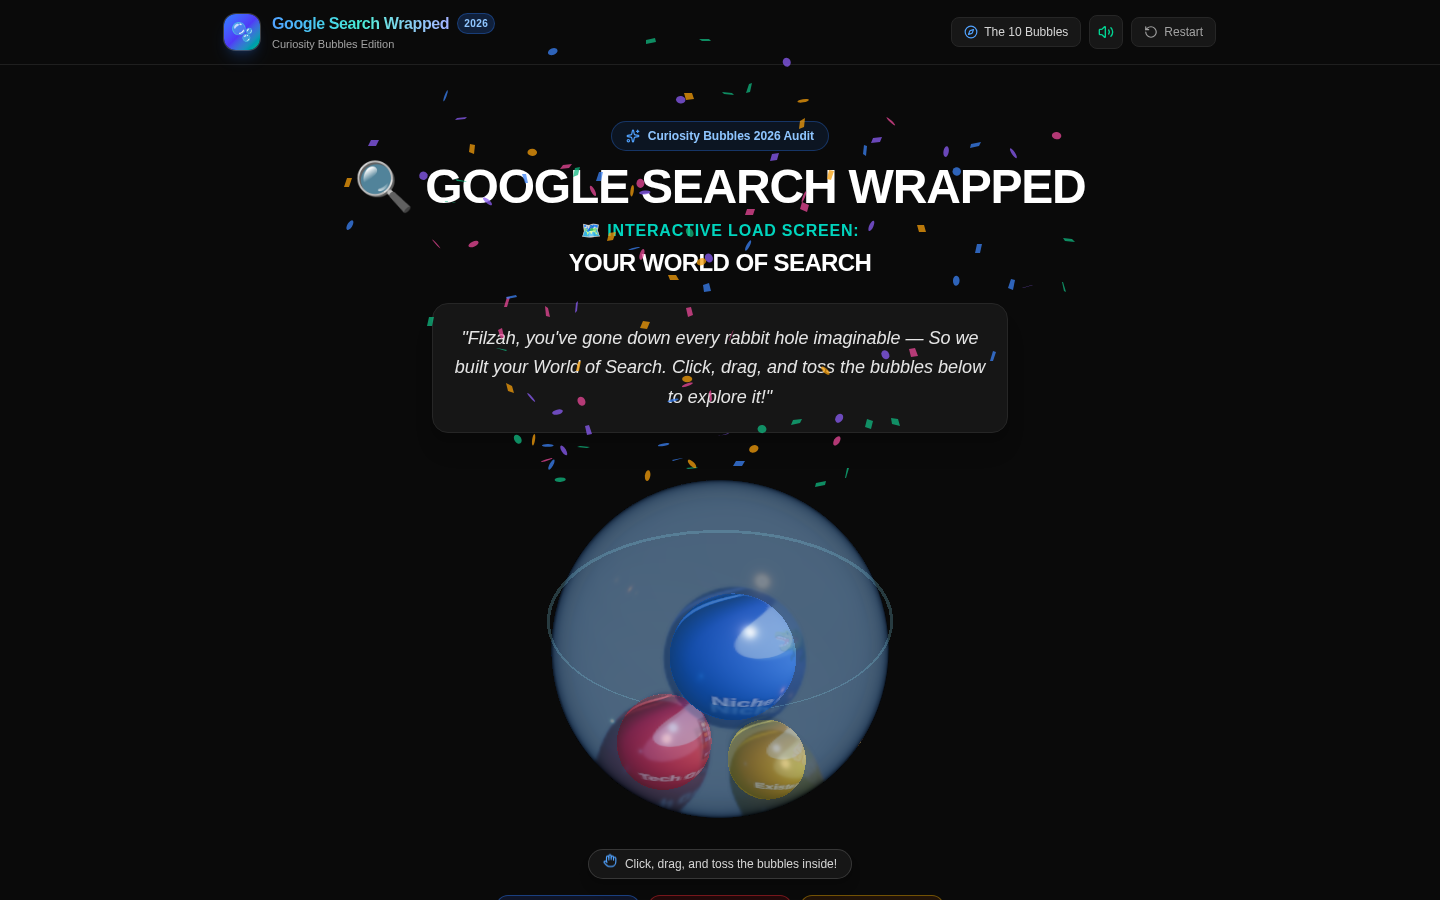 Google Search Wrapped 2026
Curiosity Bubbles Edition
The 10 Bubbles
Restart
Curiosity Bubbles 2026 Audit
GOOGLE SEARCH WRAPPED
INTERACTIVE LOAD SCREEN:
YOUR WORLD OF SEARCH
"Filzah, you've gone down every rabbit hole imaginable — So we
built your World of Search. Click, drag, and toss the bubbles below
to explore it!"
Niche
Tech
Click, drag, and toss the bubbles inside!